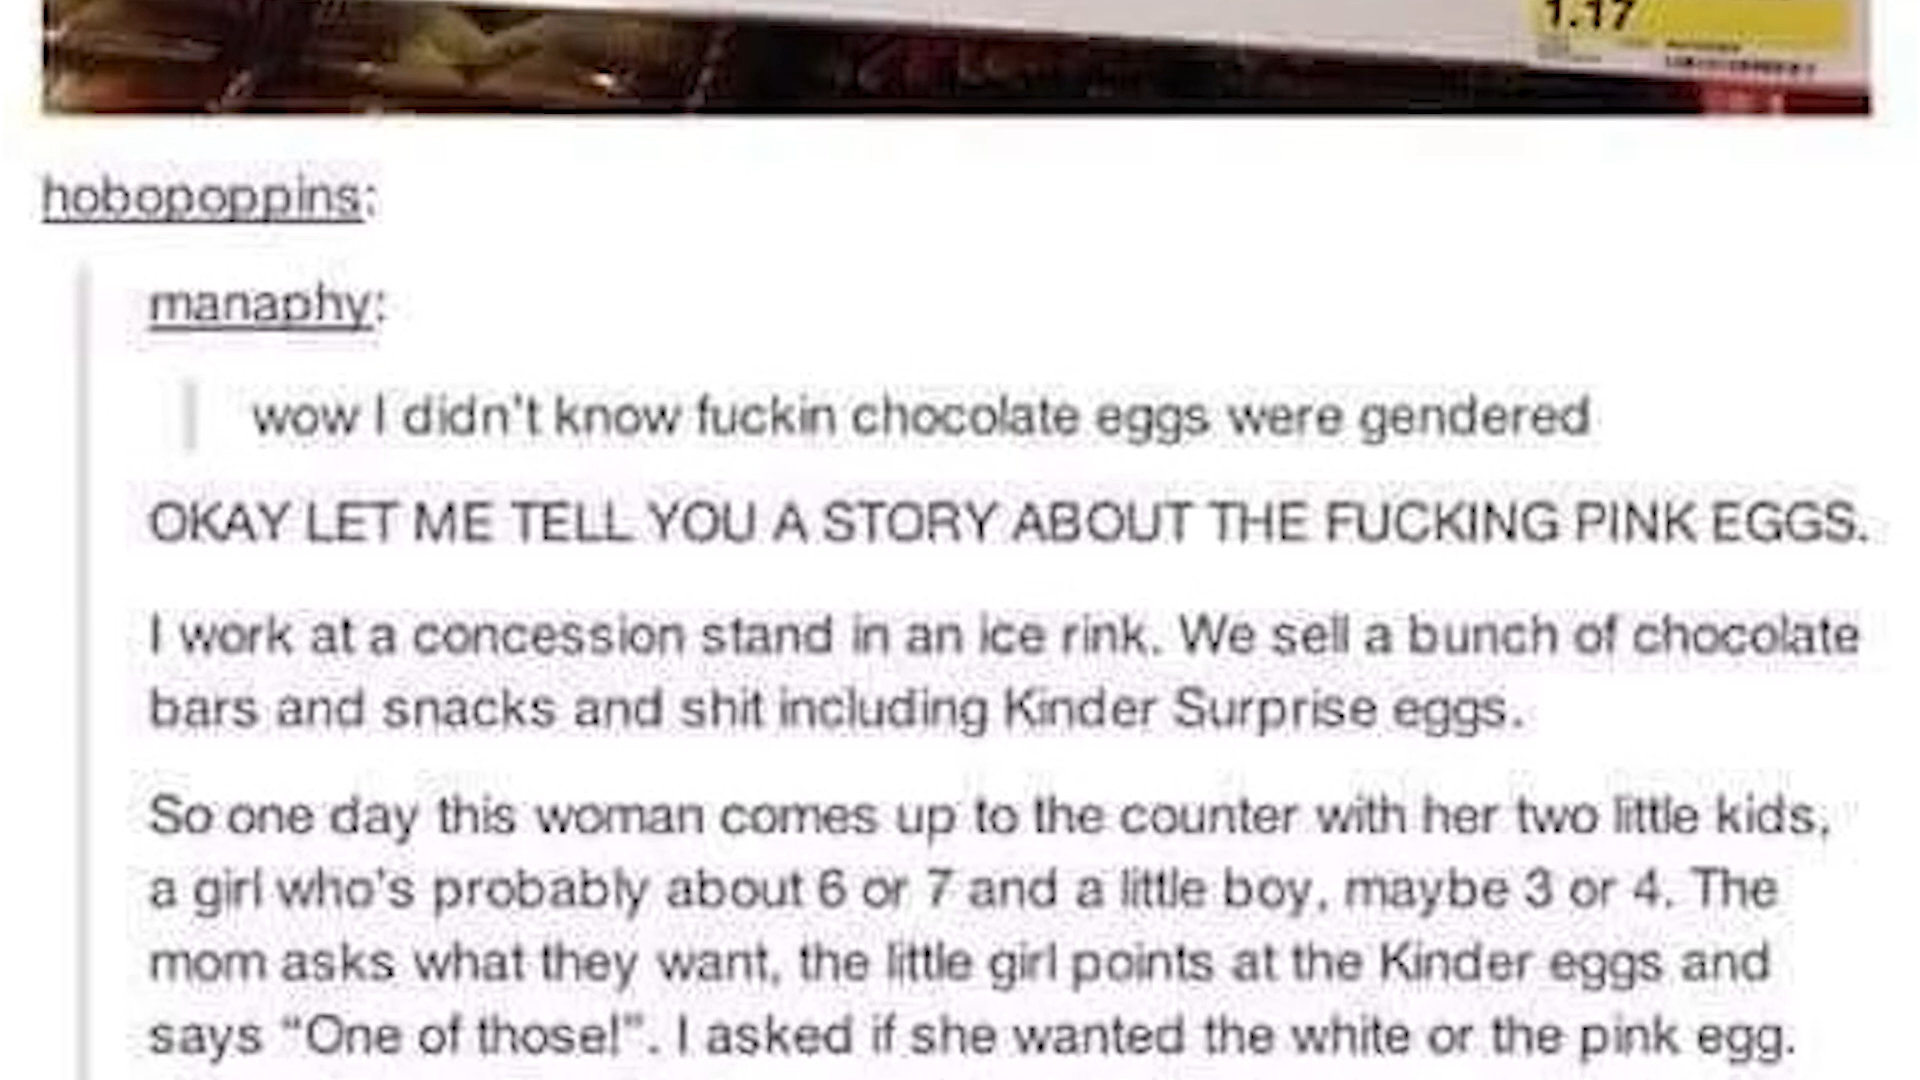 1.17
hobopoppins:
manaphy:
wow I didn't know fuckin chocolate eggs were gendered
OKAY LET ME TELL YOU A STORY ABOUT THE FUCKING PINK EGGS.
I work at a concession stand in an ice rink. We sell a bunch of chocolate
bars and snacks and shit including Kinder Surprise eggs.
So one day this woman comes up to the counter with her two little kids,
a girl who's probably about 6 or 7 and a little boy, maybe 3 or 4. The
mom asks what they want, the little girl points at the Kinder eggs and
says “One of those!”. I asked if she wanted the white or the pink egg.